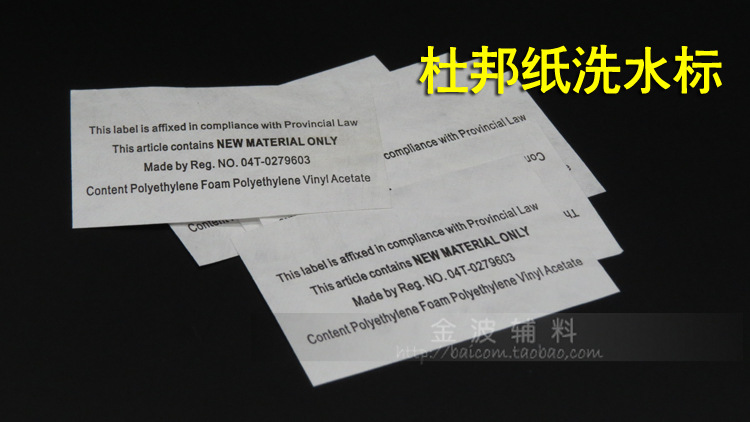 杜邦纸洗水标
This label is affixed in compliance with Provincial Law
This article contains NEW MATERIAL ONLY
Made by Reg. NO. 04T-0279603
Content Polyethylene Foam Polyethylene Vinyl Acetate
compliance with Provincial Law
Con
Conten
Th
This label is affixed in compliance with Provincial Law
This article contains NEW MATERIAL ONLY
Made by Reg. NO. 04T-0279603
Content Polyethylene Foam Polyethylene Vinyl Acetate
金波辅料
http://baicom.taobao.com